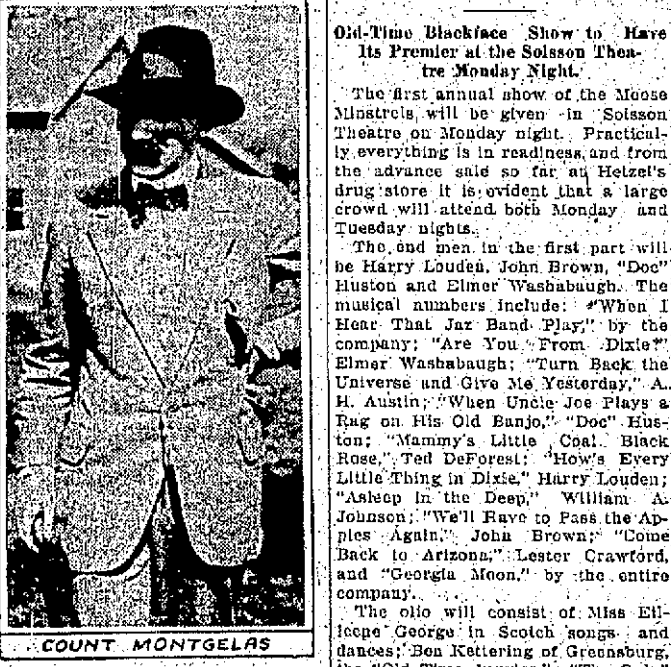 COUNT MONTGELAS
Old-Time Blackface Show to Have
Its Premier at the Soisson Thea-
tre Monday Night.
The first annual show of the Moose
Minstrels will be given in Soisson
Theatre on Monday night. Practical-
ly everything is in readiness and from
the advance sale so far at Hetzel's
drug store it is evident that a large
crowd will attend both Monday and
Tuesday nights.
The end men in the first part will
be Harry Louden, John Brown, "Doc"
Huston and Elmer Washabaugh. The
musical numbers include: "When I
Hear That Jaz Band Play," by the
company; "Are You From Dixie?"
Elmer Washabaugh; "Turn Back the
Universe and Give Me Yesterday," A.
H. Austin; "When Uncle Joe Plays a
Rag on His Old Banjo," "Doc" Hus-
ton; "Mammy's Little Coal Black
Rose," Ted DeForest; "How's Every
Little Thing in Dixie," Harry Louden;
"Asleep in the Deep," William A.
Johnson; "We'll Have to Pass the Ap-
ples Again," John Brown; "Come
Back to Arizona," Lester Crawford,
and "Georgia Moon," by the entire
company.
The olio will consist of Miss Eil-
leene George in Scotch songs and
dances; Ben Kettering of Greensburg,